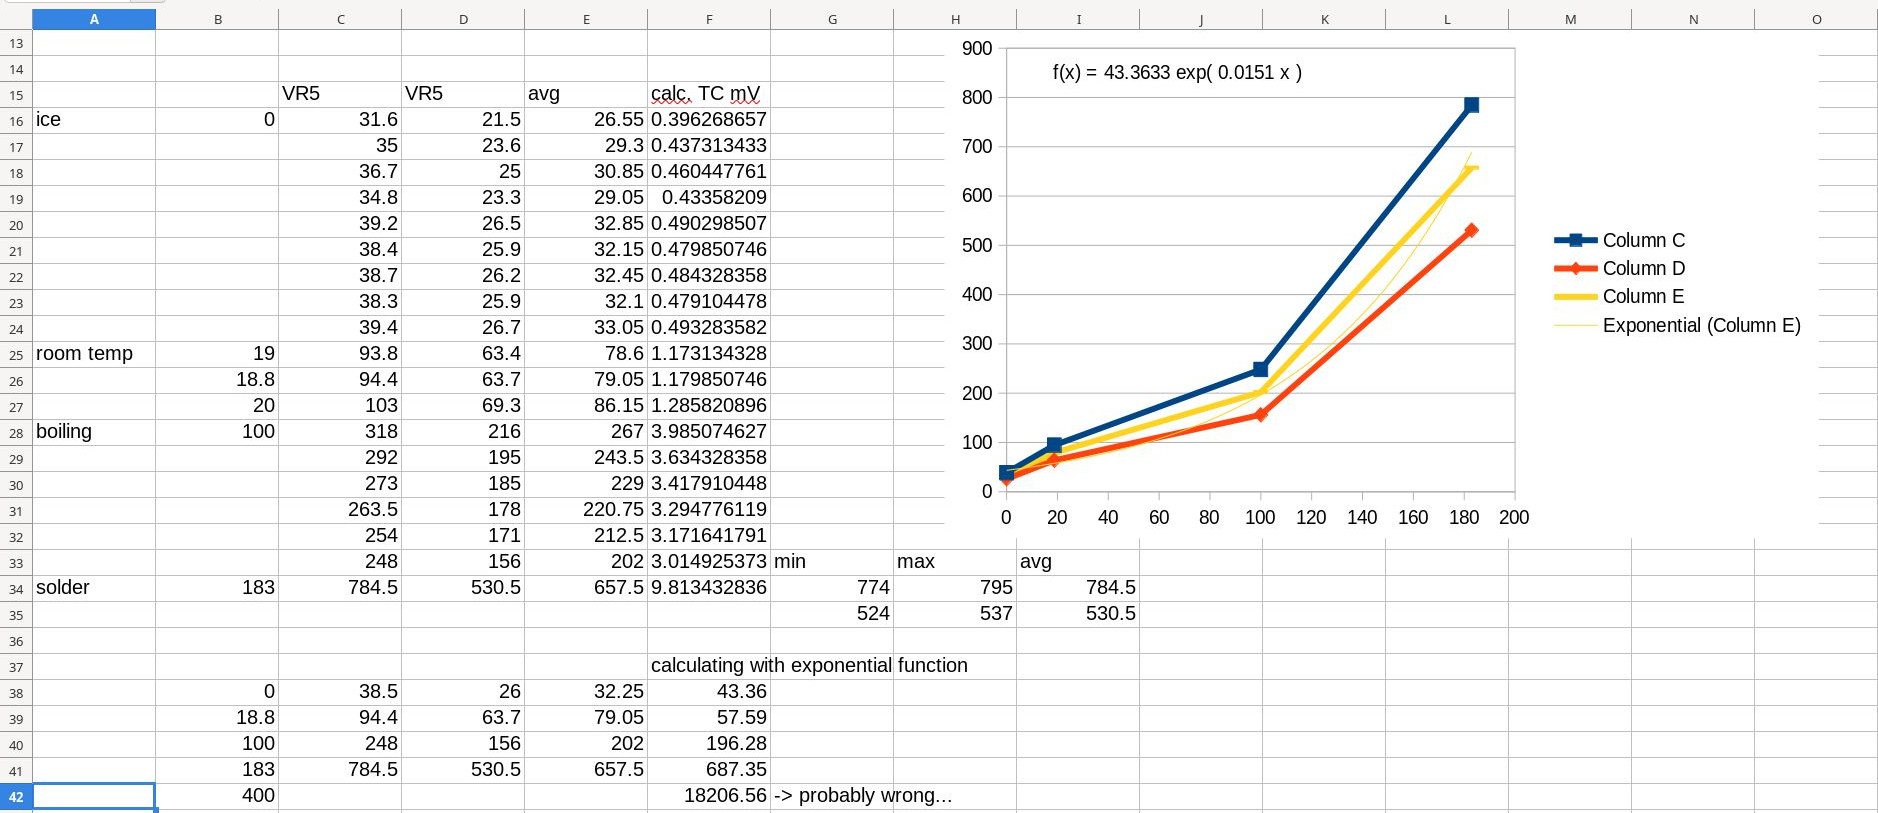 A B C D E F G H I J K L M N O
13
14
15 VR5 VR5 avg calc. TC mV
16 ice 0 31.6 21.5 26.55 0.396268657
17 35 23.6 29.3 0.437313433
18 36.7 25 30.85 0.460447761
19 34.8 23.3 29.05 0.43358209
20 39.2 26.5 32.85 0.490298507
21 38.4 25.9 32.15 0.479850746
22 38.7 26.2 32.45 0.484328358
23 38.3 25.9 32.1 0.479104478
24 39.4 26.7 33.05 0.493283582
25 room temp 19 93.8 63.4 78.6 1.173134328
26 18.8 94.4 63.7 79.05 1.179850746
27 20 103 69.3 86.15 1.285820896
28 boiling 100 318 216 267 3.985074627
29 292 195 243.5 3.634328358
30 273 185 229 3.417910448
31 263.5 178 220.75 3.294776119
32 254 171 212.5 3.171641791
33 248 156 202 3.014925373 min max avg
34 solder 183 784.5 530.5 657.5 9.813432836 774 795 784.5
35 524 537 530.5
36
37 calculating with exponential function
38 0 38.5 26 32.25 43.36
39 18.8 94.4 63.7 79.05 57.59
40 100 248 156 202 196.28
41 183 784.5 530.5 657.5 687.35
42 400 18206.56 -> probably wrong...
f(x) = 43.3633 exp( 0.0151 x )
900
800
700
600
500
400
300
200
100
0
0 20 40 60 80 100 120 140 160 180 200
Column C
Column D
Column E
Exponential (Column E)